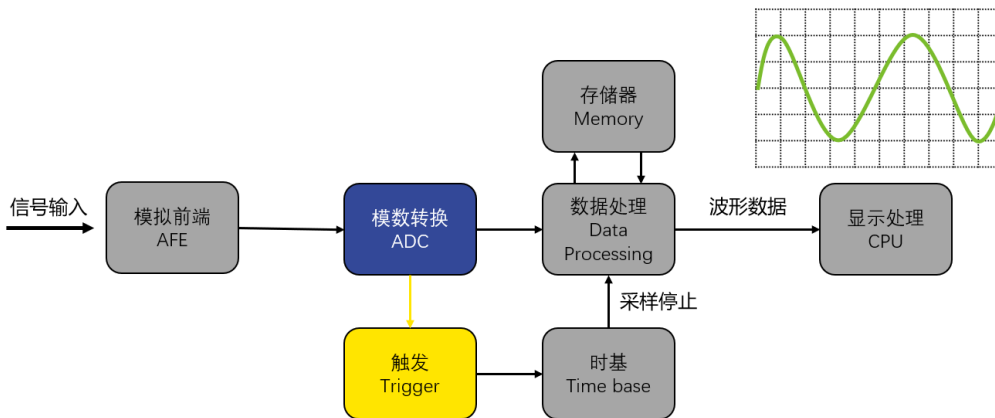 存储器
Memory
信号输入
模拟前端
AFE
模数转换
ADC
数据处理
Data
Processing
波形数据
显示处理
CPU
采样停止
触发
Trigger
时基
Time base